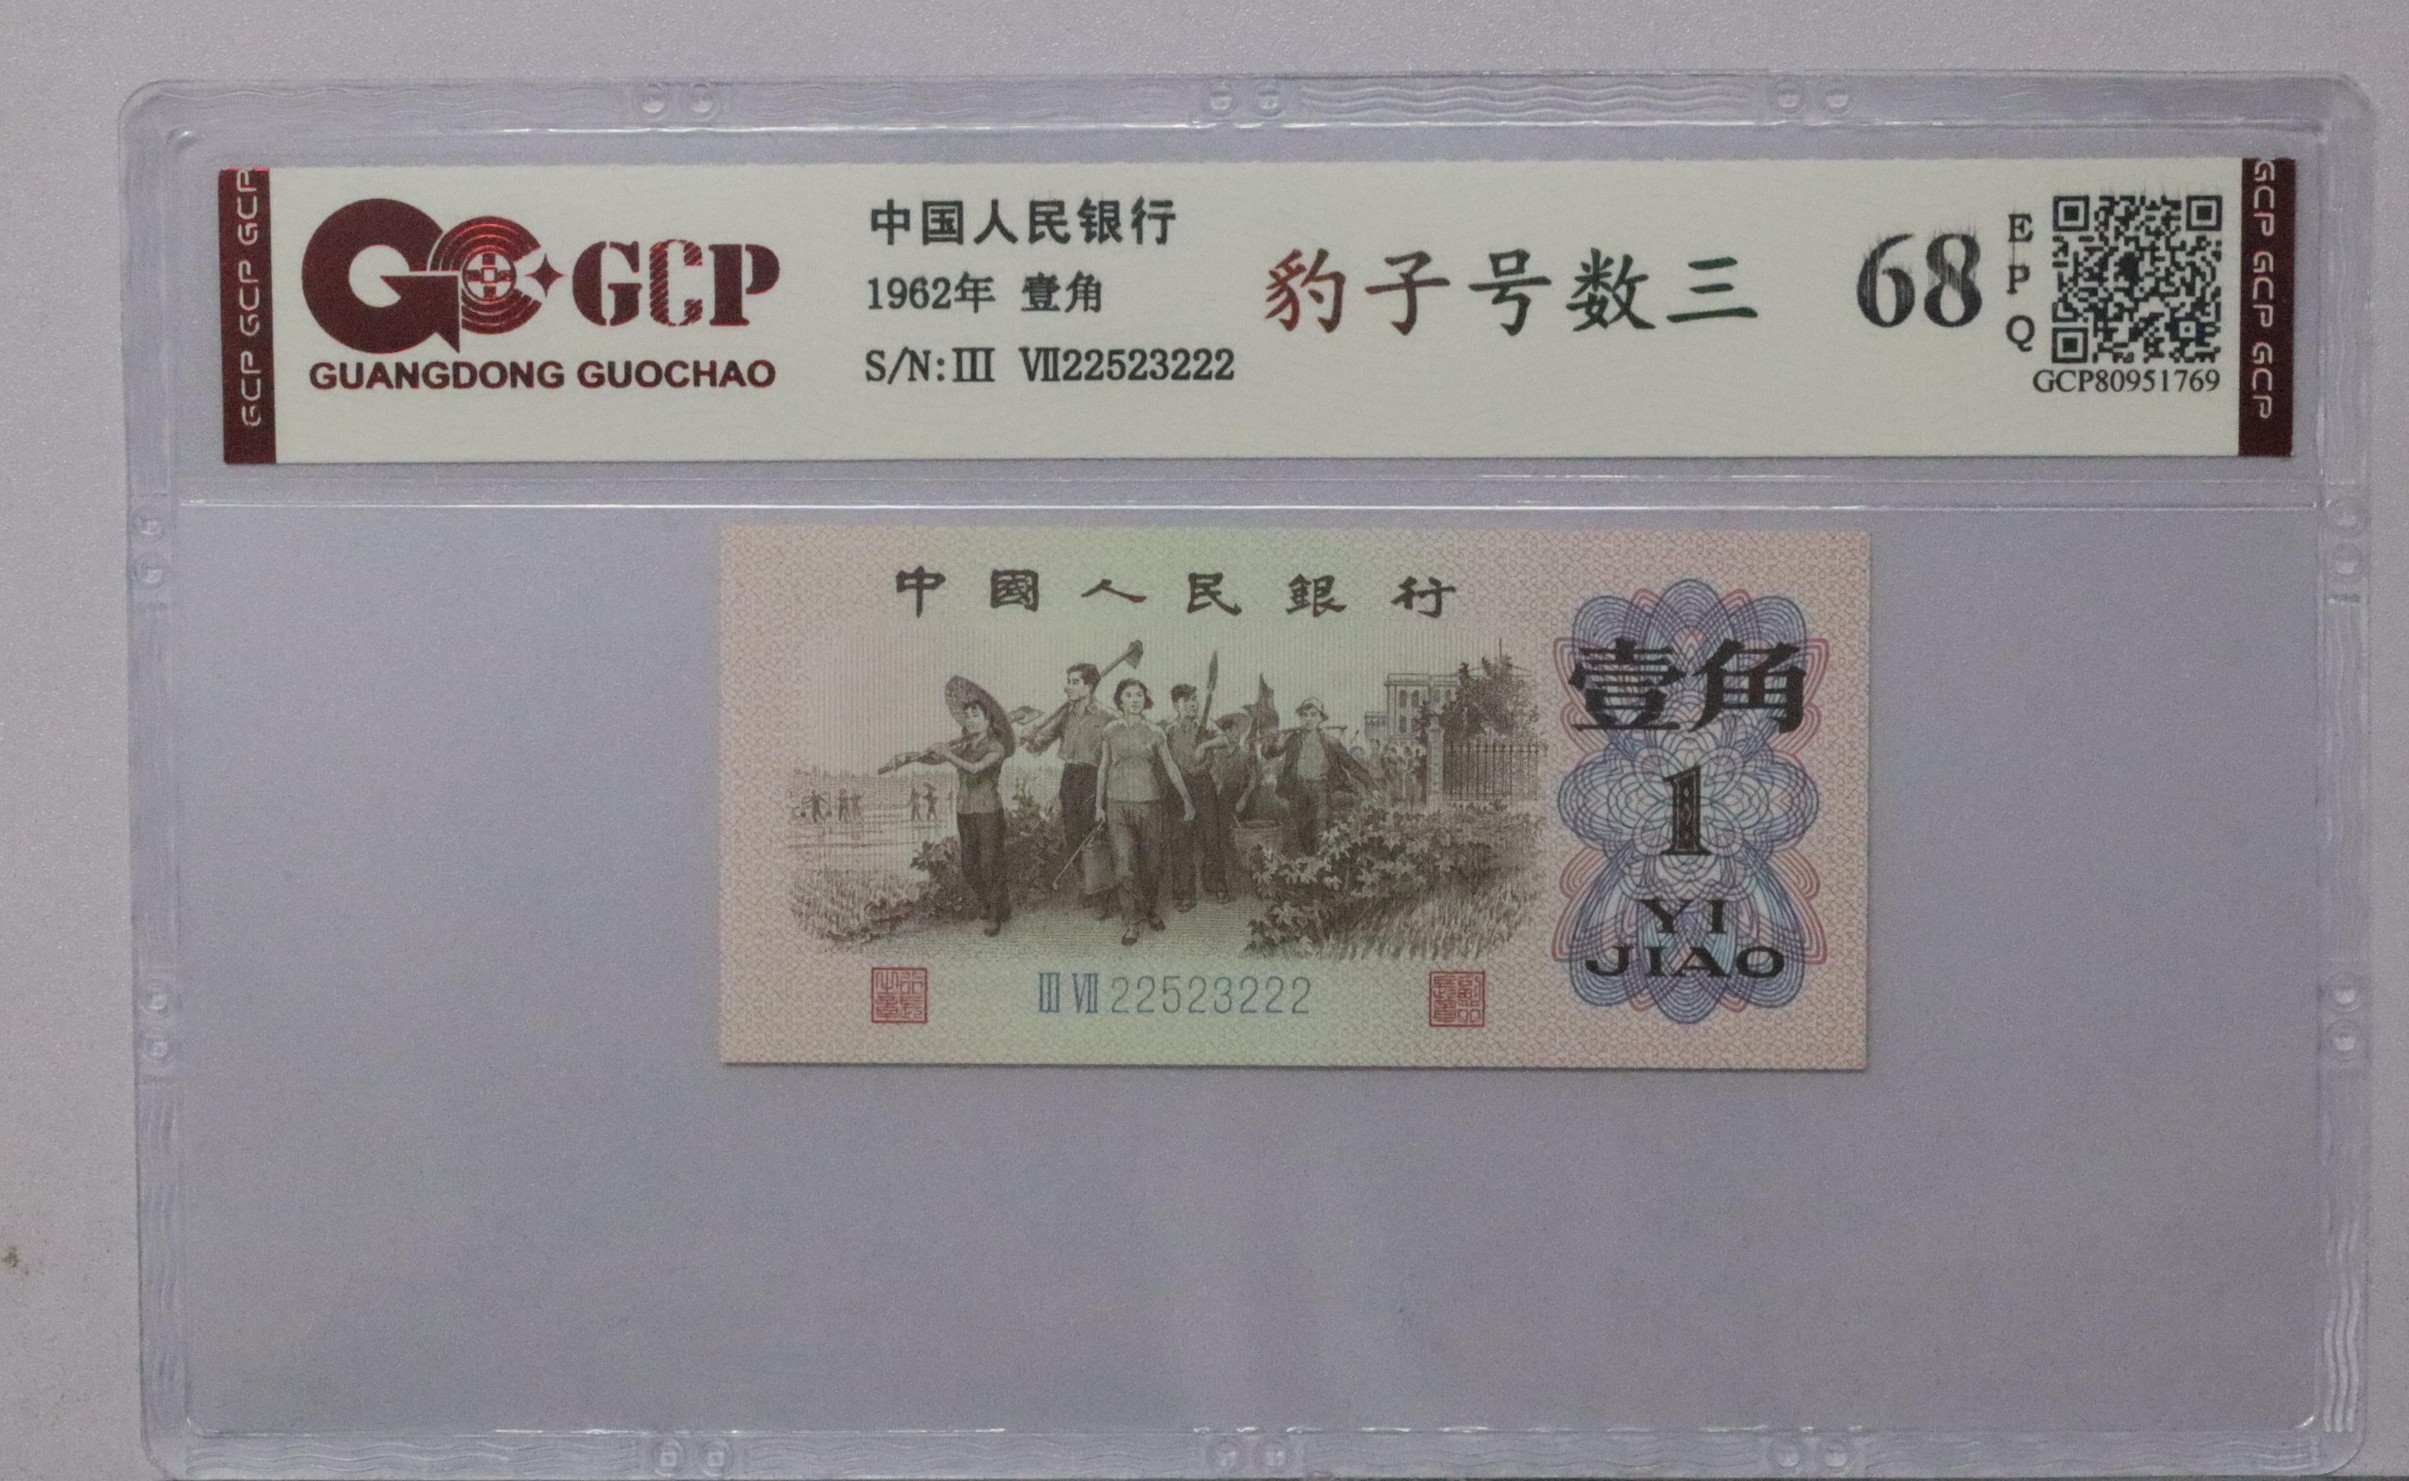 GCP GCP GCP
GCP
GUANGDONG GUOCHAO
中国人民银行
1962年 壹角
S/N:Ⅲ Ⅶ22523222
豹子号数三
68
E
P
Q
GCP80951769
GCP GCP GCP
中國人民銀行
壹角
1
YI
JIAO
Ⅲ Ⅶ 22523222